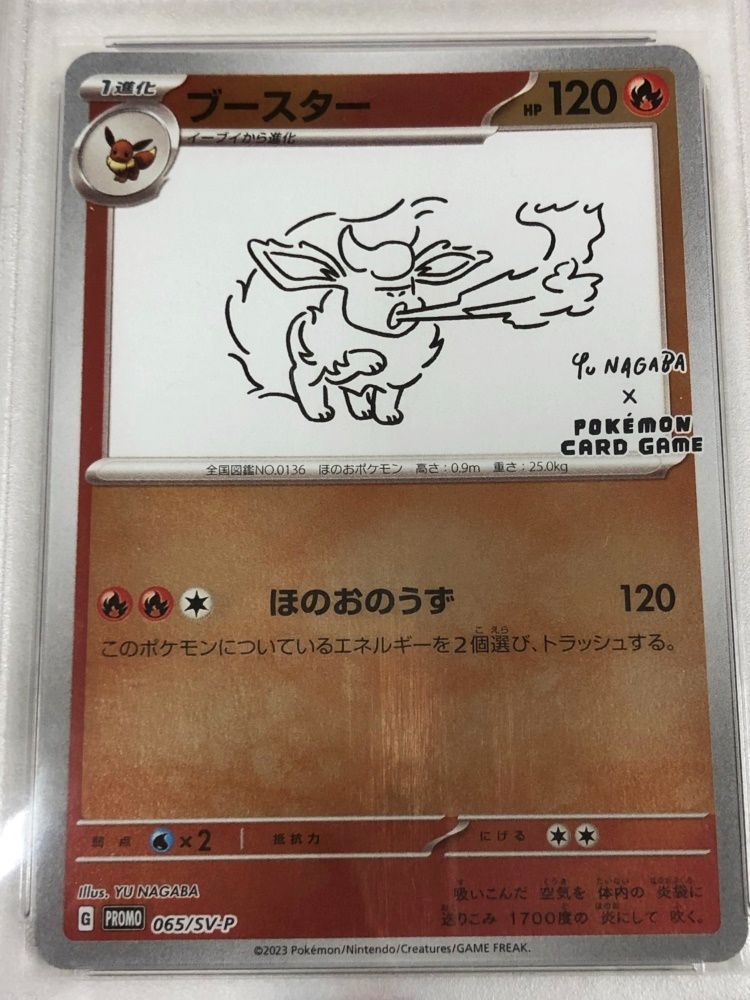 1進化
ブースター
HP 120
イーブイから進化
Yu NAGABA
×
POKÉMON
CARD GAME
全国図鑑NO.0136 ほのおポケモン 高さ：0.9m 重さ：25.0kg
ほのおのうず 120
このポケモンについているエネルギーを2個選び、トラッシュする。
弱点 ×2 抵抗力 にげる
Illus. YU NAGABA
吸いこんだ 空気を 体内の 炎袋に
送りこみ 1700度の 炎にして 吹く。
G PROMO 065/SV-P
©2023 Pokémon/Nintendo/Creatures/GAME FREAK.